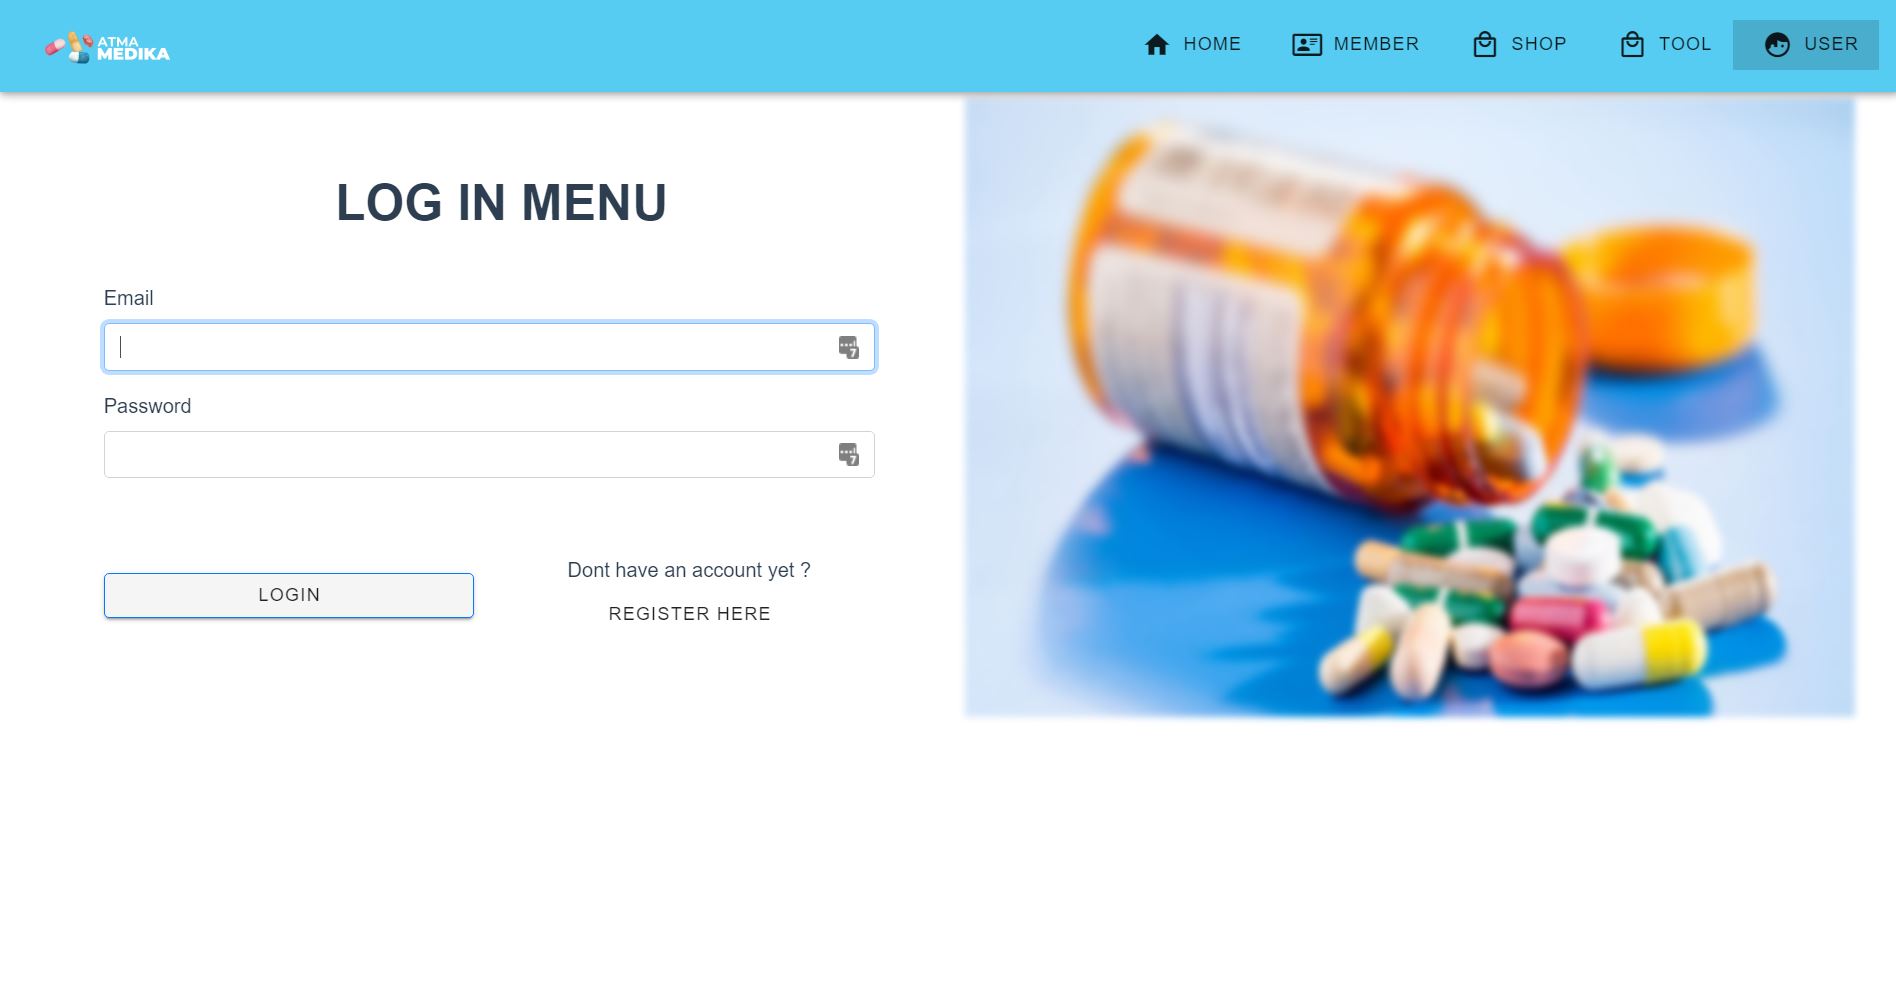 ATMA
MEDIKA
HOME
MEMBER
SHOP
TOOL
USER
LOG IN MENU
Email
Password
LOGIN
Dont have an account yet ?
REGISTER HERE